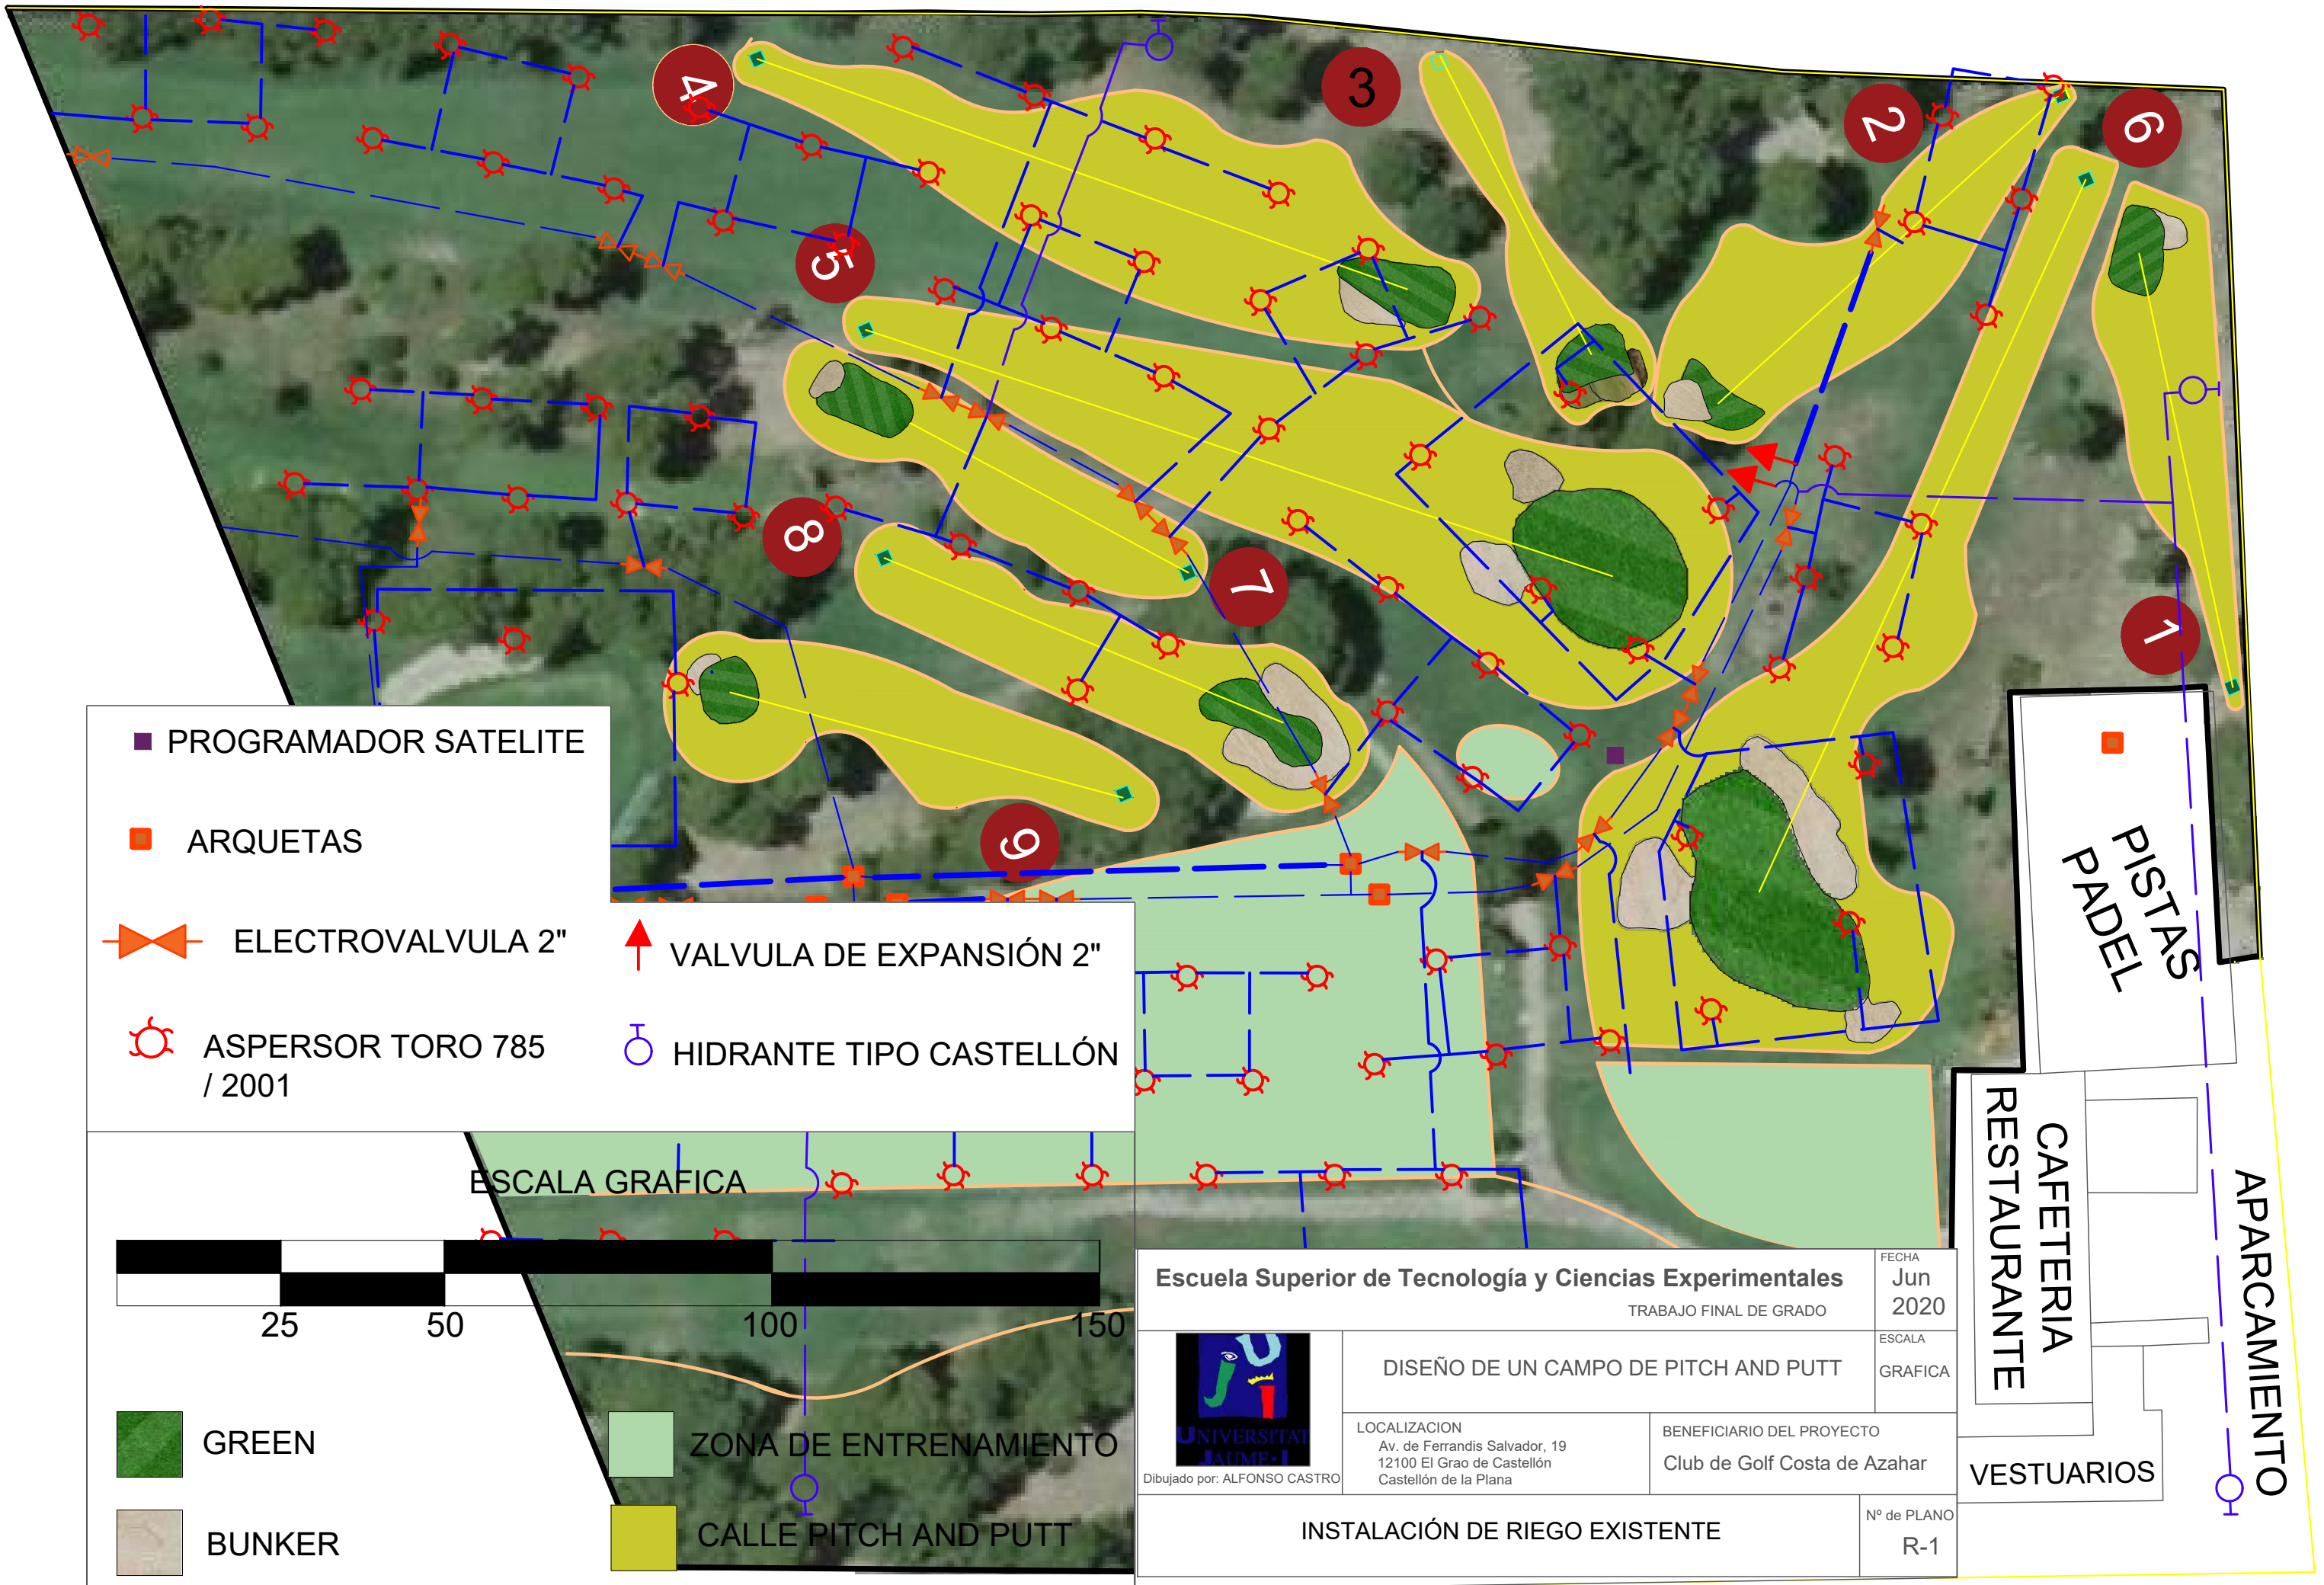 4
3
2
6
5
8
7
1
9
PROGRAMADOR SATELITE
ARQUETAS
ELECTROVALVULA 2"
VALVULA DE EXPANSIÓN 2"
ASPERSOR TORO 785
/ 2001
HIDRANTE TIPO CASTELLÓN
PISTAS
PADEL
CAFETERIA
RESTAURANTE
APARCAMIENTO
VESTUARIOS
ESCALA GRAFICA
25 50 100 150
GREEN
ZONA DE ENTRENAMIENTO
BUNKER
CALLE PITCH AND PUTT
Escuela Superior de Tecnología y Ciencias Experimentales
TRABAJO FINAL DE GRADO
FECHA
Jun
2020
UNIVERSITAT
JAUME·I
Dibujado por: ALFONSO CASTRO
DISEÑO DE UN CAMPO DE PITCH AND PUTT
ESCALA
GRAFICA
LOCALIZACION
Av. de Ferrandis Salvador, 19
12100 El Grao de Castellón
Castellón de la Plana
BENEFICIARIO DEL PROYECTO
Club de Golf Costa de Azahar
INSTALACIÓN DE RIEGO EXISTENTE
Nº de PLANO
R-1